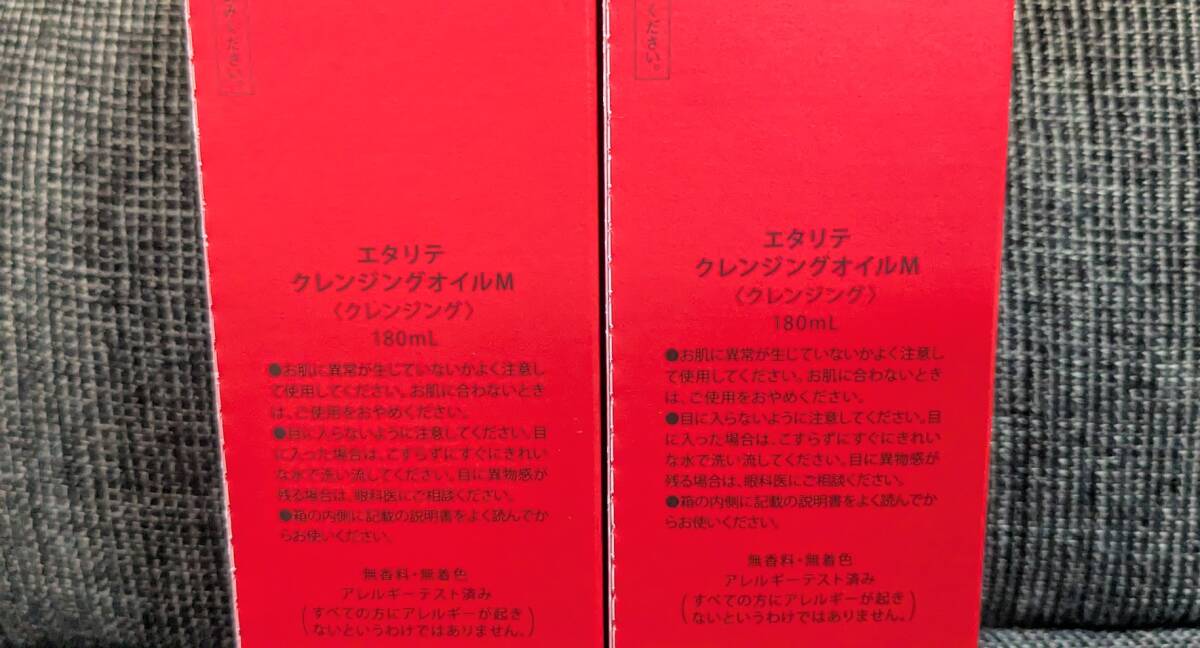 みください。
エタリテ
クレンジングオイルM
〈クレンジング〉
180mL
●お肌に異常が生じていないかよく注意し
て使用してください。お肌に合わないとき
は、ご使用をおやめください。
●目に入らないように注意してください。目
に入った場合は、こすらずにすぐにきれい
な水で洗い流してください。目に異物感が
残る場合は、眼科医にご相談ください。
●箱の内側に記載の説明書をよく読んでか
らお使いください。
無香料・無着色
アレルギーテスト済み
(すべての方にアレルギーが起き
ないというわけではありません。)
ください。
エタリテ
クレンジングオイルM
〈クレンジング〉
180mL
●お肌に異常が生じていないかよく注意し
て使用してください。お肌に合わないとき
は、ご使用をおやめください。
●目に入らないように注意してください。目
に入った場合は、こすらずにすぐにきれい
な水で洗い流してください。目に異物感が
残る場合は、眼科医にご相談ください。
●箱の内側に記載の説明書をよく読んでか
らお使いください。
無香料・無着色
アレルギーテスト済み
(すべての方にアレルギーが起き
ないというわけではありません。)